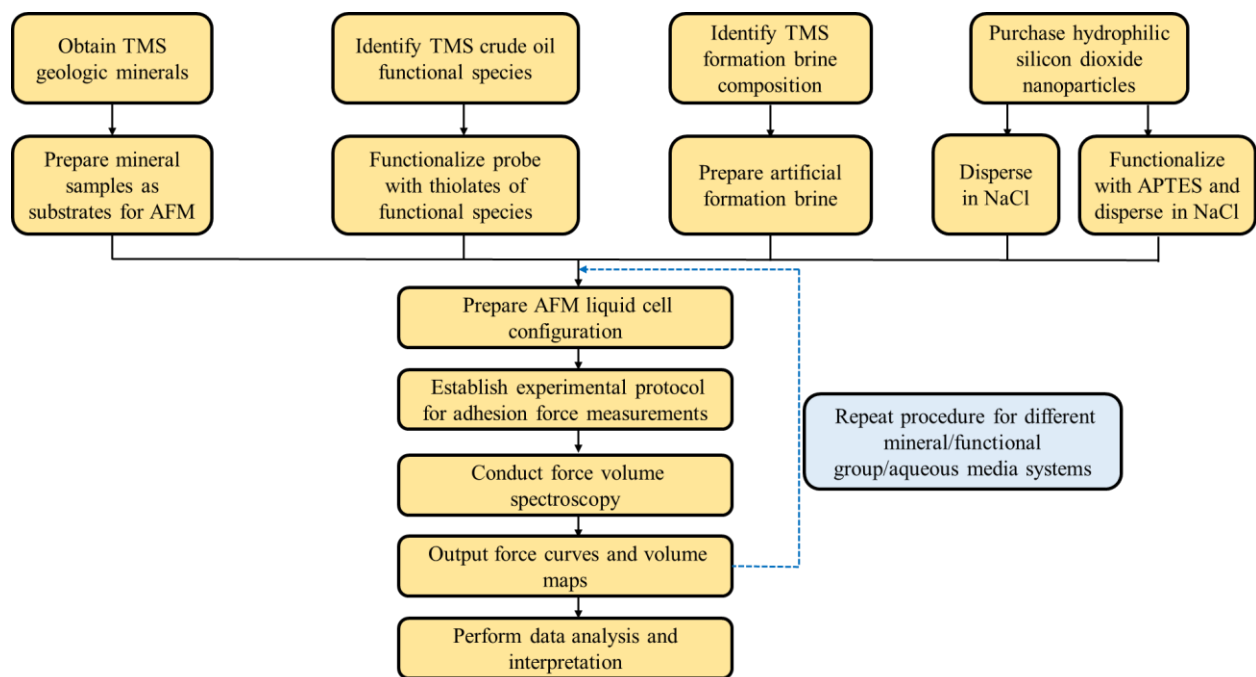 Obtain TMS
geologic minerals
Identify TMS crude oil
functional species
Identify TMS
formation brine
composition
Purchase hydrophilic
silicon dioxide
nanoparticles
Prepare mineral
samples as
substrates for AFM
Functionalize probe
with thiolates of
functional species
Prepare artificial
formation brine
Disperse
in NaCl
Functionalize
with APTES and
disperse in NaCl
Prepare AFM liquid cell
configuration
Establish experimental protocol
for adhesion force measurements
Repeat procedure for different
mineral/functional
group/aqueous media systems
Conduct force volume
spectroscopy
Output force curves and volume
maps
Perform data analysis and
interpretation